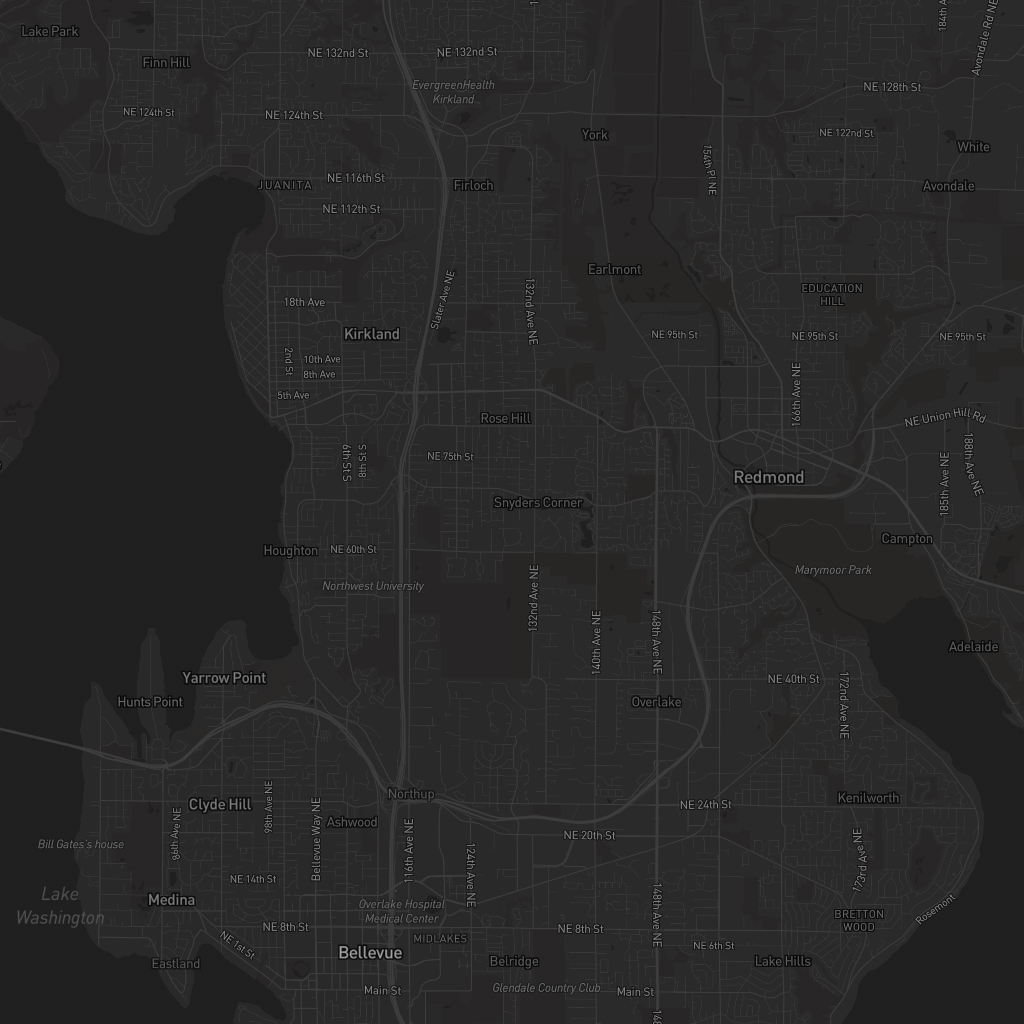 Lake Park
Finn Hill
NE 132nd St
NE 132nd St
184th A
Avondale Rd NE
EvergreenHealth
Kirkland
NE 124th St
NE 124th St
NE 128th St
York
NE 122nd St
White
154th Pl NE
NE 116th St
JUANITA
Firloch
Avondale
NE 112th St
Earlmont
EDUCATION
HILL
Slater Ave NE
132nd Ave NE
18th Ave
Kirkland
NE 95th St
NE 95th St
NE 95th St
2nd St
10th Ave
8th Ave
5th Ave
166th Ave NE
Rose Hill
NE Union Hill Rd
6th St S
8th St S
NE 75th St
188th Ave NE
185th Ave NE
Redmond
Snyders Corner
Campton
Houghton
NE 60th St
Marymoor Park
Northwest University
132nd Ave NE
140th Ave NE
148th Ave NE
Adelaide
Yarrow Point
NE 40th St
172nd Ave NE
Hunts Point
Overlake
Northup
Kenilworth
Clyde Hill
98th Ave NE
NE 24th St
86th Ave NE
Bellevue Way NE
Ashwood
116th Ave NE
NE 20th St
Bill Gates's house
124th Ave NE
173rd Ave NE
NE 14th St
Lake
Washington
Medina
Overlake Hospital
Medical Center
148th Ave NE
BRETTON
WOOD
Rosemont
NE 8th St
NE 8th St
MIDLAKES
NE 1st St
NE 6th St
Bellevue
Eastland
Belridge
Lake Hills
Main St
Glendale Country Club
Main St
148